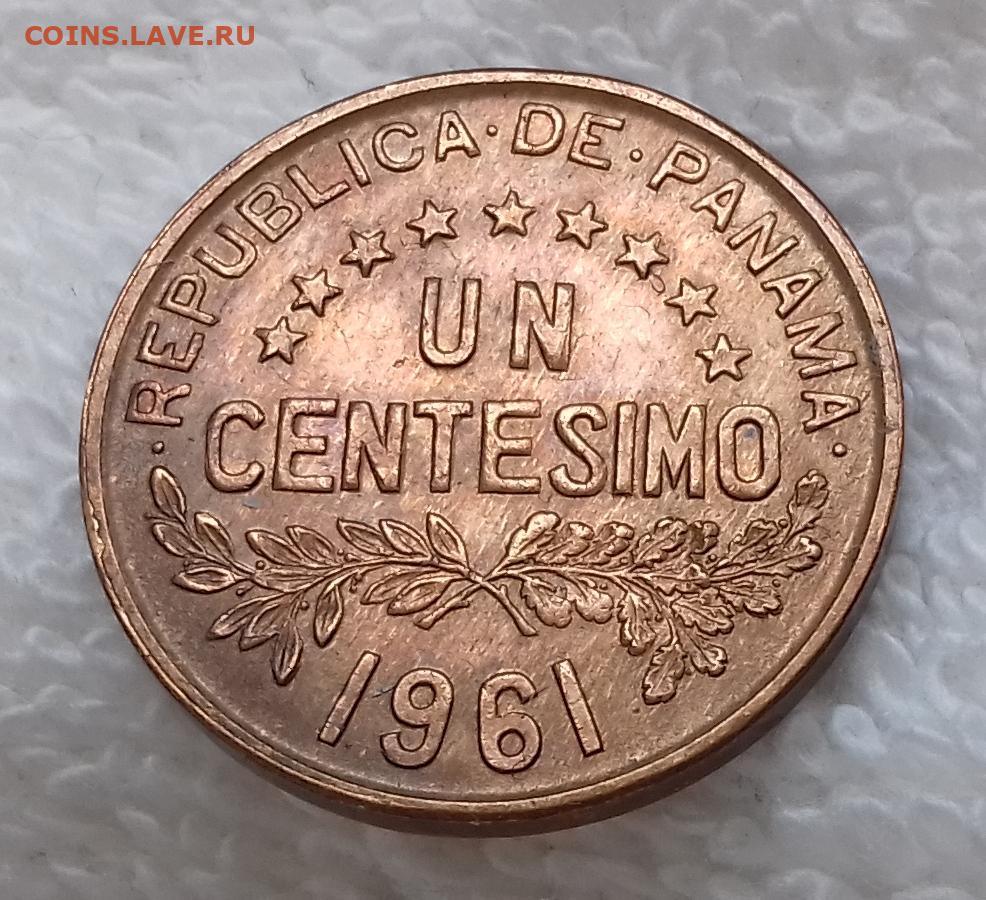 COINS.LAVE.RU
·REPUBLICA·DE·PANAMA·
UN
CENTESIMO
1961